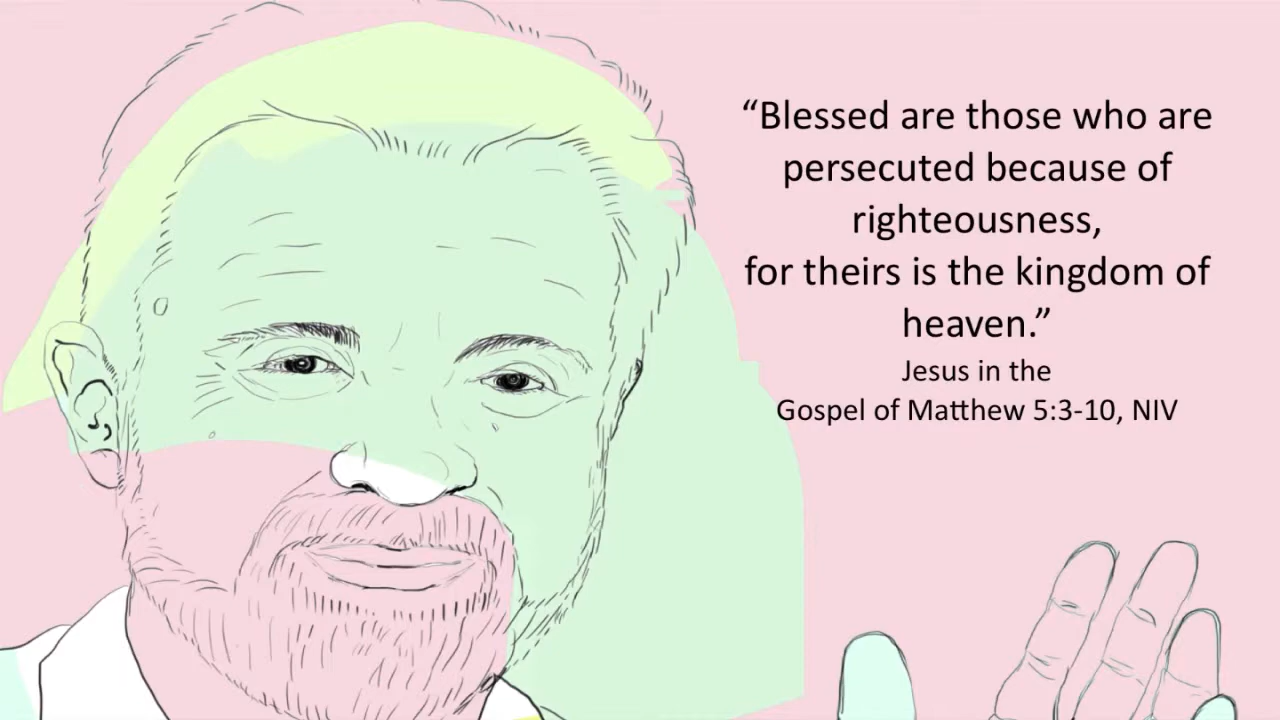 “Blessed are those who are
persecuted because of
righteousness,
for theirs is the kingdom of
heaven.”
Jesus in the
Gospel of Matthew 5:3-10, NIV